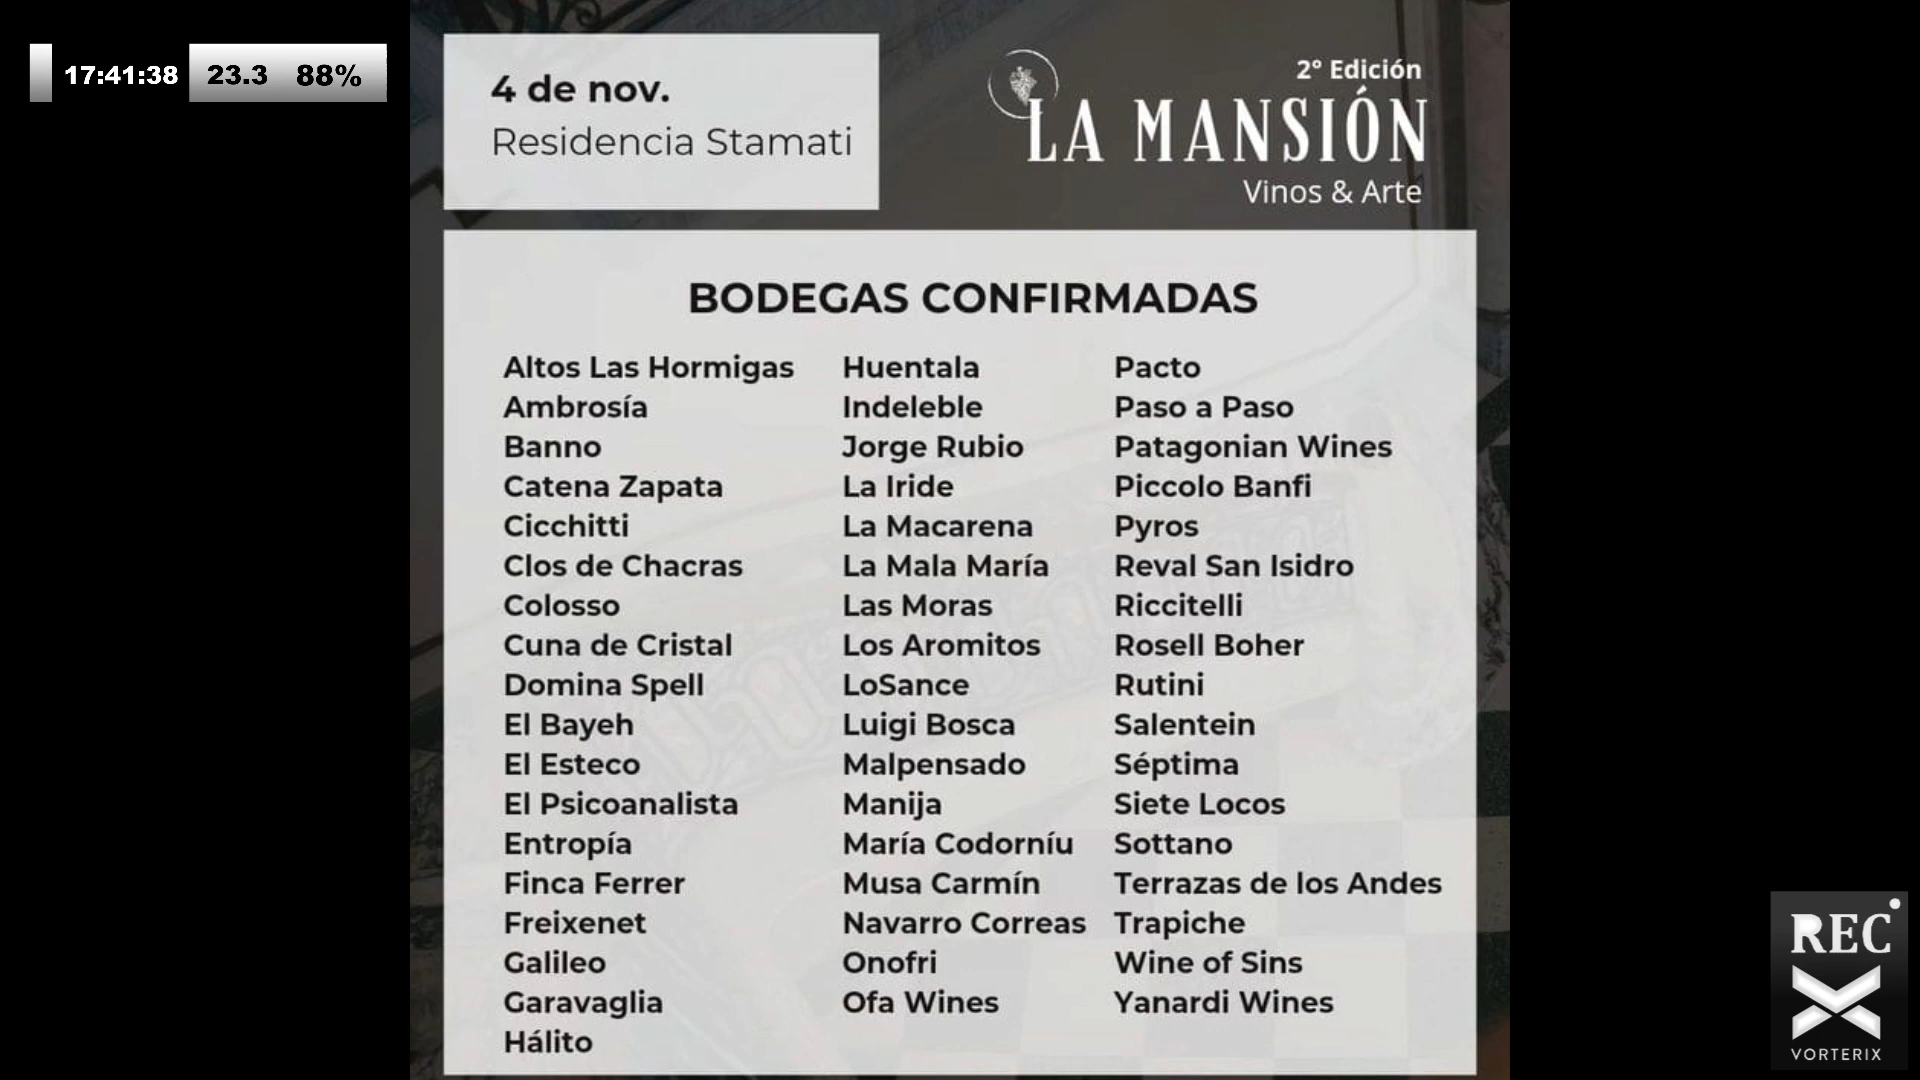 17:41:38 23.3 88%
4 de nov.
Residencia Stamati
2° Edición
LA MANSIÓN
Vinos & Arte
BODEGAS CONFIRMADAS
Altos Las Hormigas
Ambrosía
Banno
Catena Zapata
Cicchitti
Clos de Chacras
Colosso
Cuna de Cristal
Domina Spell
El Bayeh
El Esteco
El Psicoanalista
Entropía
Finca Ferrer
Freixenet
Galileo
Garavaglia
Hálito
Huentala
Indeleble
Jorge Rubio
La Iride
La Macarena
La Mala María
Las Moras
Los Aromitos
LoSance
Luigi Bosca
Malpensado
Manija
María Codorníu
Musa Carmín
Navarro Correas
Onofri
Ofa Wines
Pacto
Paso a Paso
Patagonian Wines
Piccolo Banfi
Pyros
Reval San Isidro
Riccitelli
Rosell Boher
Rutini
Salentein
Séptima
Siete Locos
Sottano
Terrazas de los Andes
Trapiche
Wine of Sins
Yanardi Wines
REC
VORTERIX